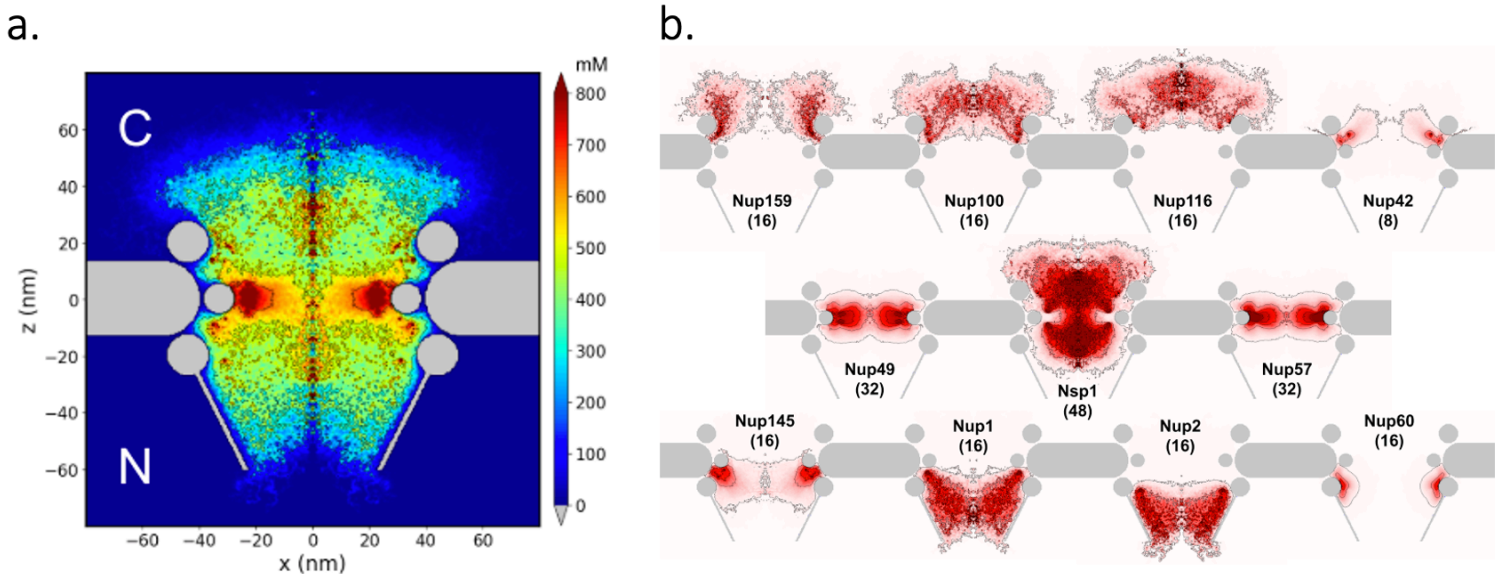 a.
mM
800
700
600
500
400
300
200
100
0
C
N
60
40
20
0
−20
−40
−60
z (nm)
−60 −40 −20 0 20 40 60
x (nm)
b.
Nup159
(16)
Nup100
(16)
Nup116
(16)
Nup42
(8)
Nup49
(32)
Nsp1
(48)
Nup57
(32)
Nup145
(16)
Nup1
(16)
Nup2
(16)
Nup60
(16)